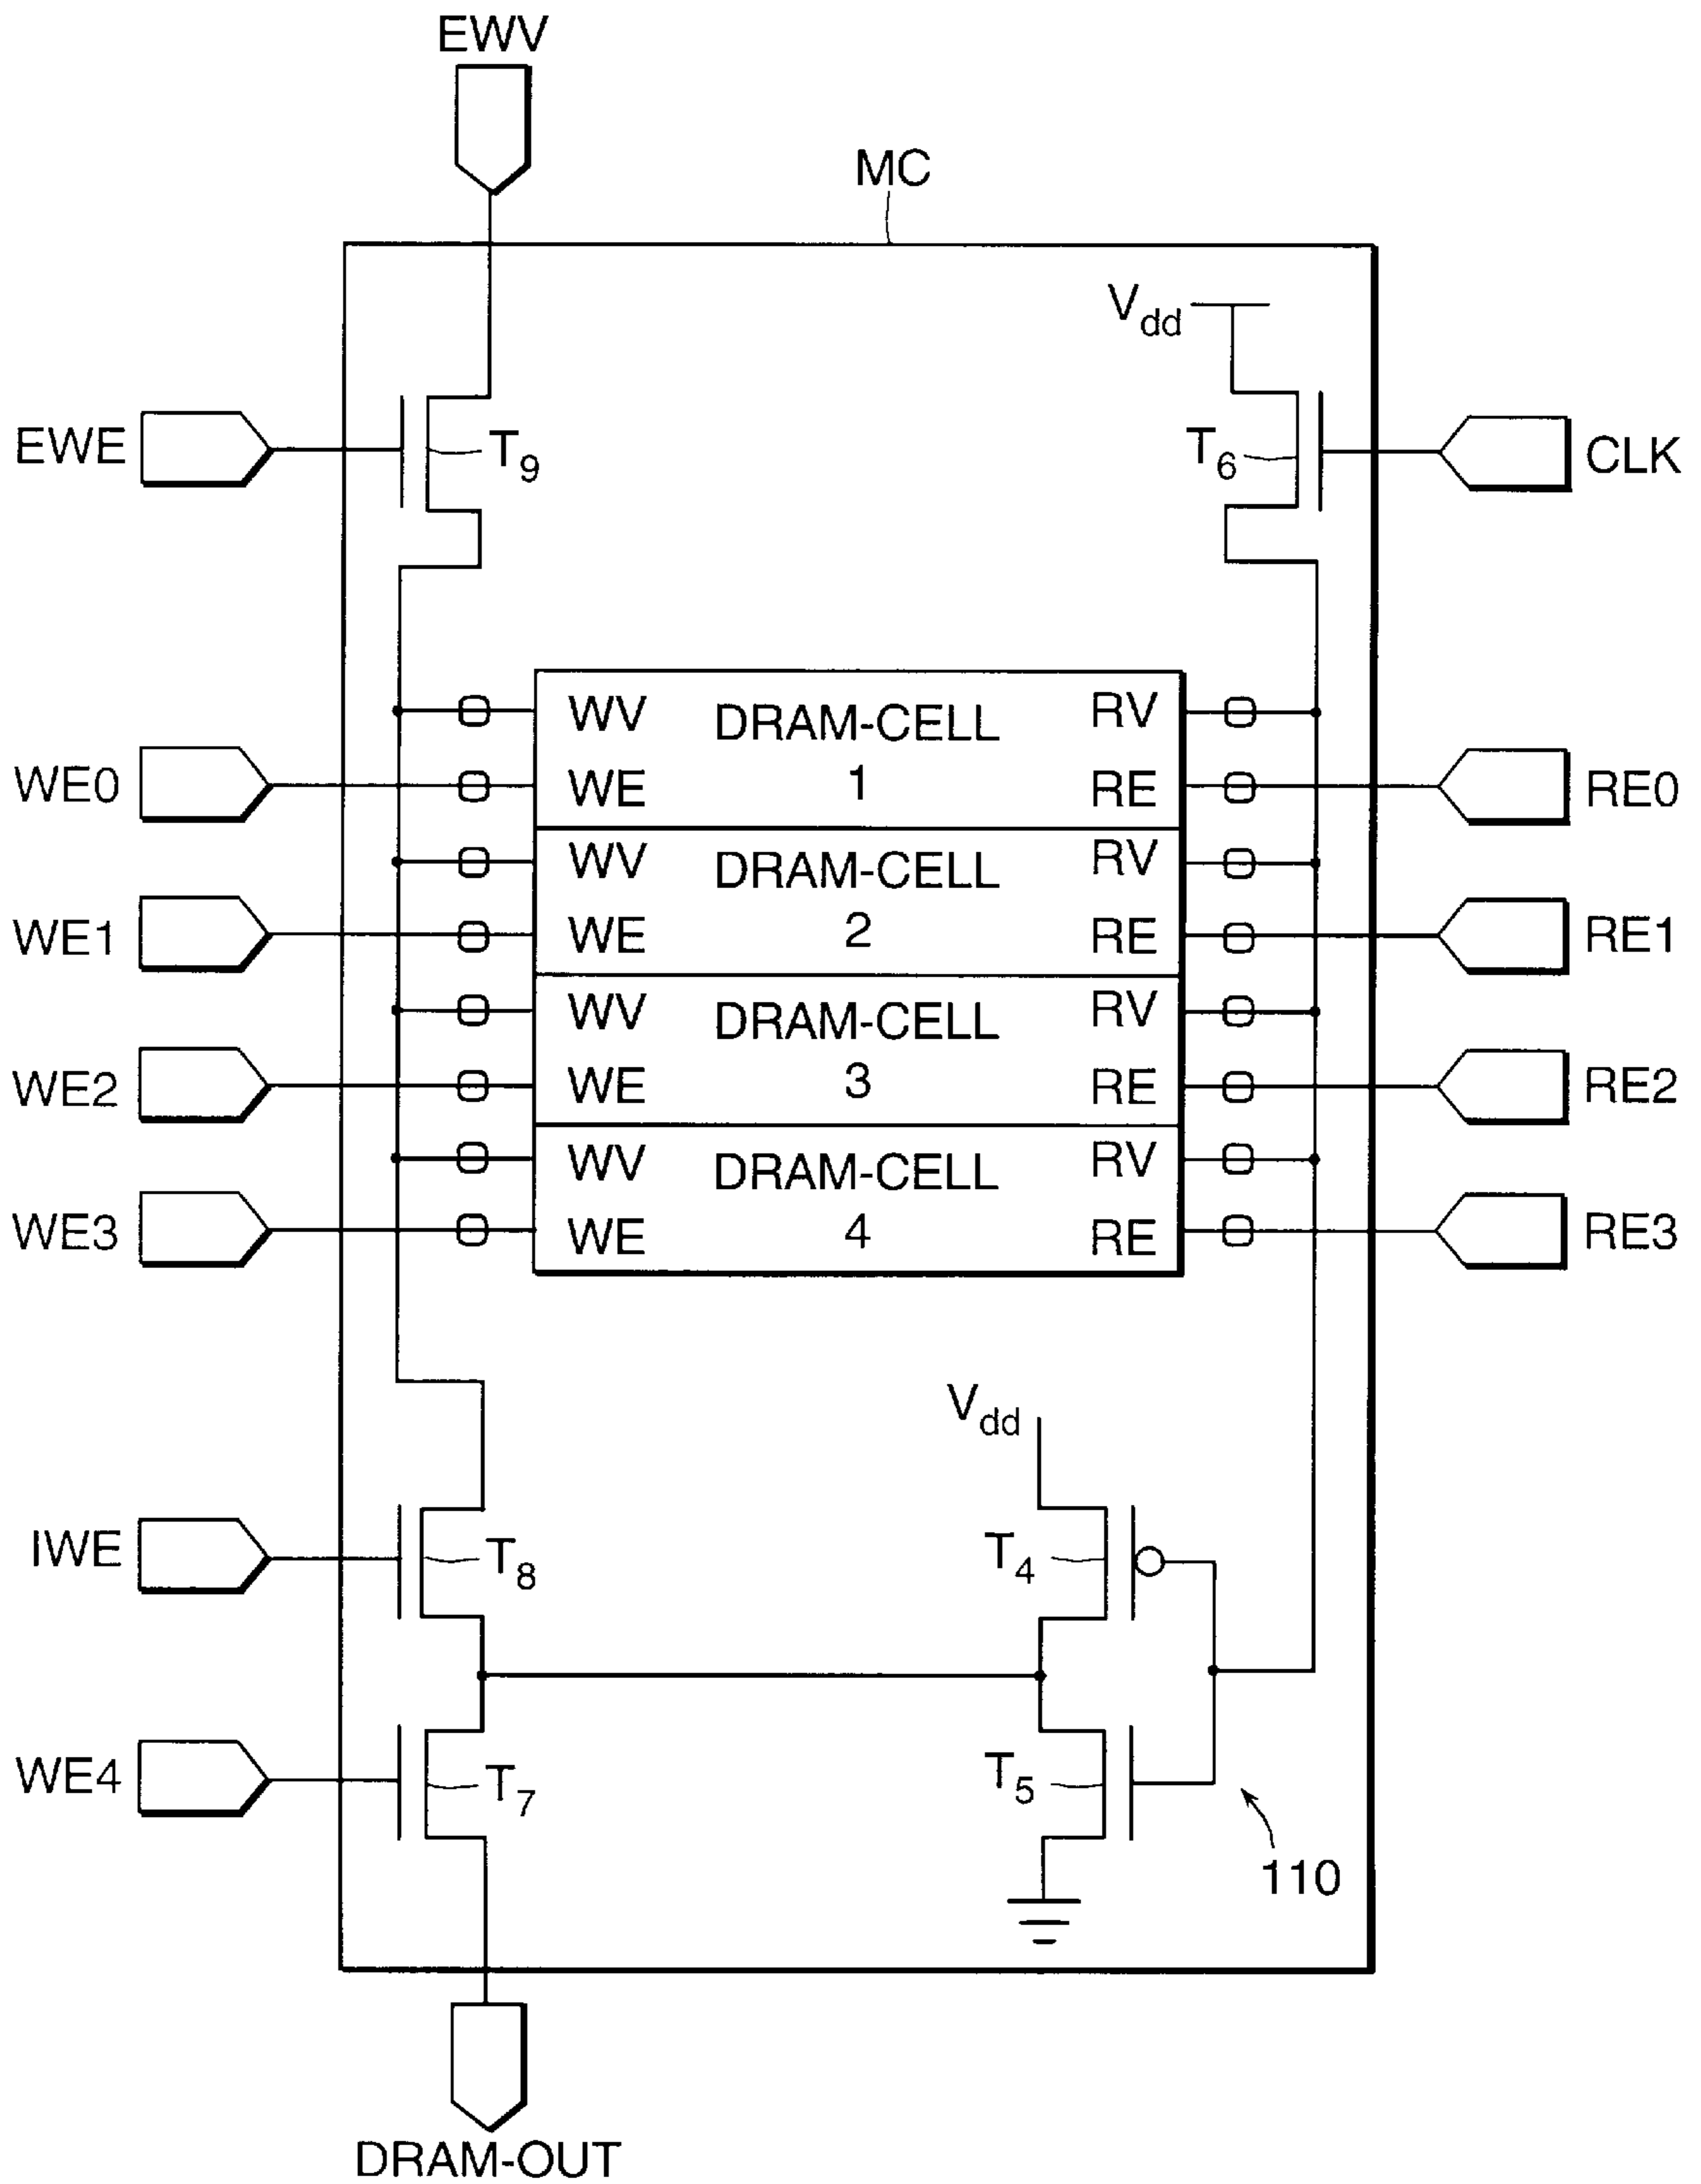 EWV
MC
Vdd
EWE
T9
T6
CLK
WV DRAM-CELL RV
WE0 WE 1 RE RE0
WV DRAM-CELL RV
WE1 WE 2 RE RE1
WV DRAM-CELL RV
WE2 WE 3 RE RE2
WV DRAM-CELL RV
WE3 WE 4 RE RE3
Vdd
IWE
T8
T4
WE4
T7
T5
110
DRAM-OUT